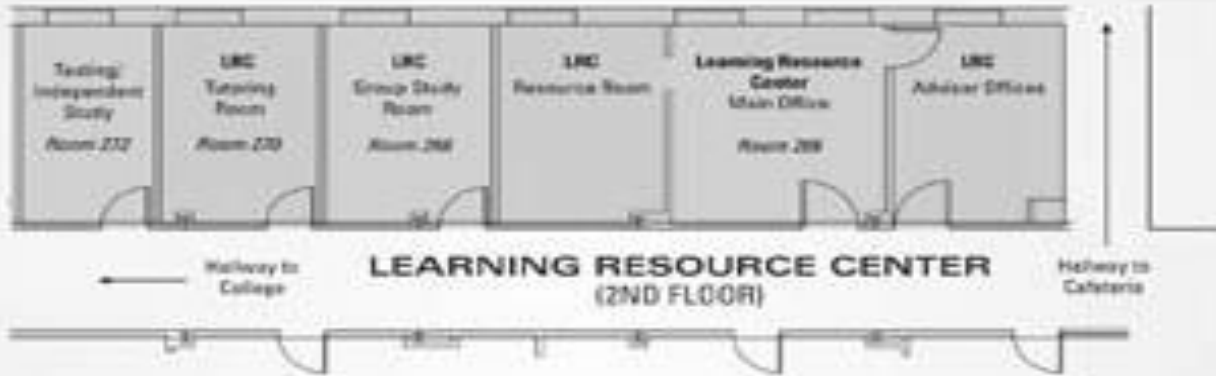 Testing/
Independent
Study
Room 272
LRC
Tutoring
Room
Room 270
LRC
Group Study
Room
Room 268
LRC
Resource Room
Learning Resource
Center
Main Office
Room
LRC
Advisor Offices
Hallway to
College
LEARNING RESOURCE CENTER
(2ND FLOOR)
Hallway to
Cafeteria